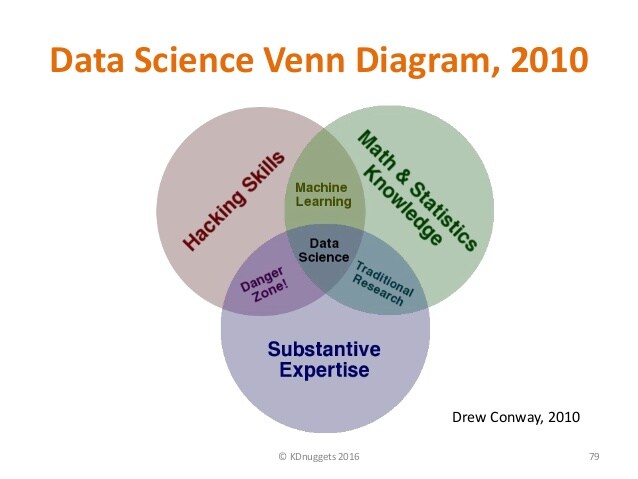 Data Science Venn Diagram, 2010
Hacking Skills
Math & Statistics
Knowledge
Machine
Learning
Data
Science
Danger
Zone!
Traditional
Research
Substantive
Expertise
Drew Conway, 2010
© KDnuggets 2016
79